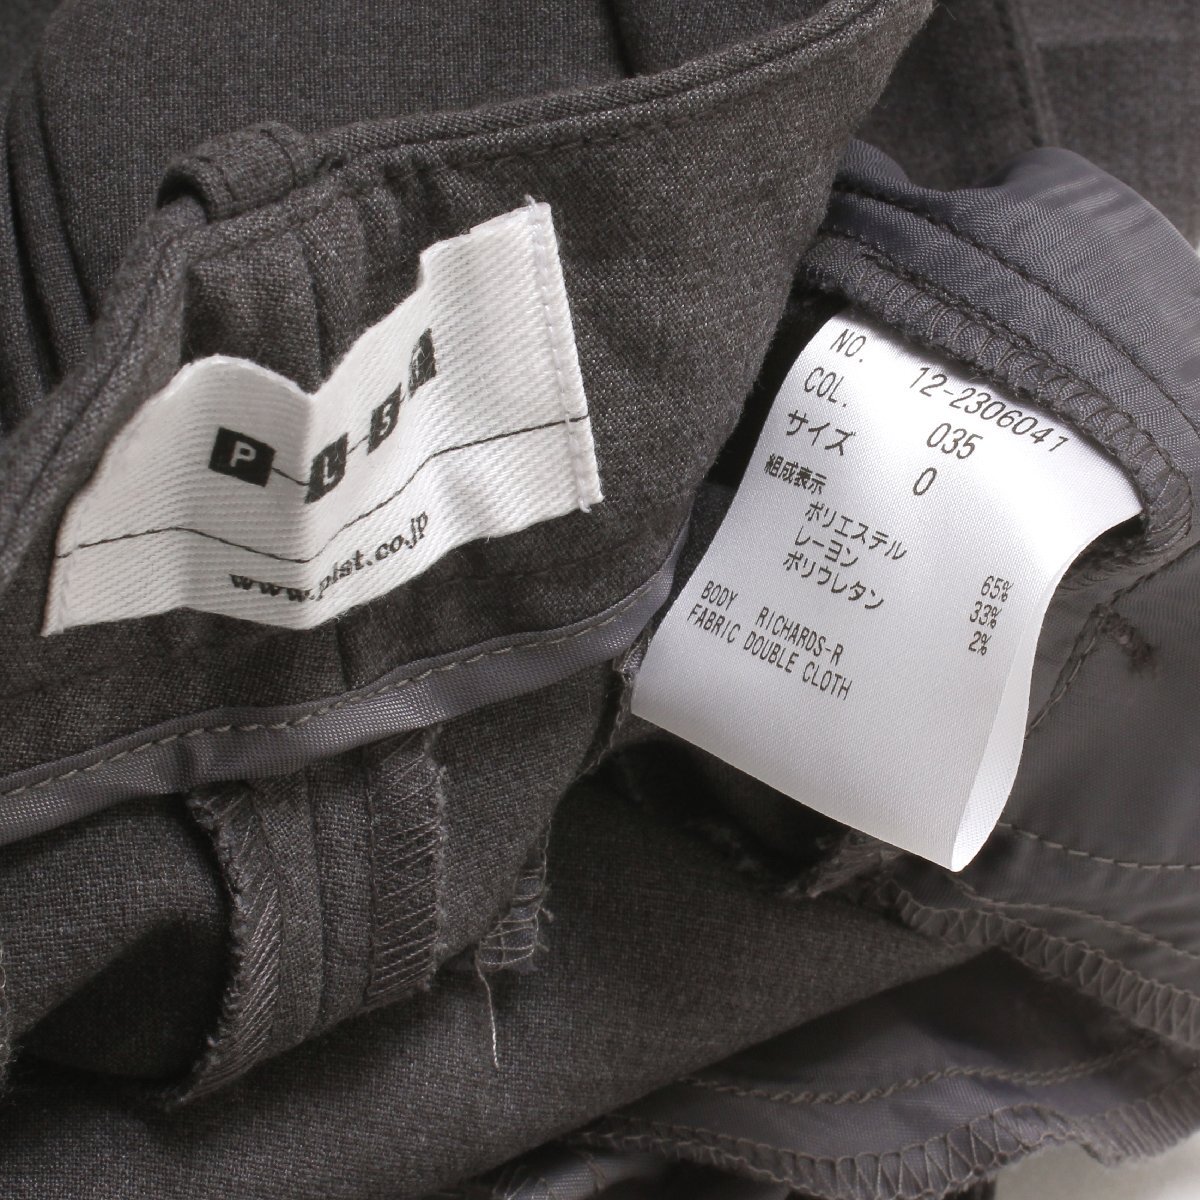 P-L-S-T
www.plst.co.jp
NO. 12-2306041
COL. 035
サイズ 0
組成表示
ポリエステル 65%
レーヨン 33%
ポリウレタン 2%
BODY RICHARDS-R
FABRIC DOUBLE CLOTH